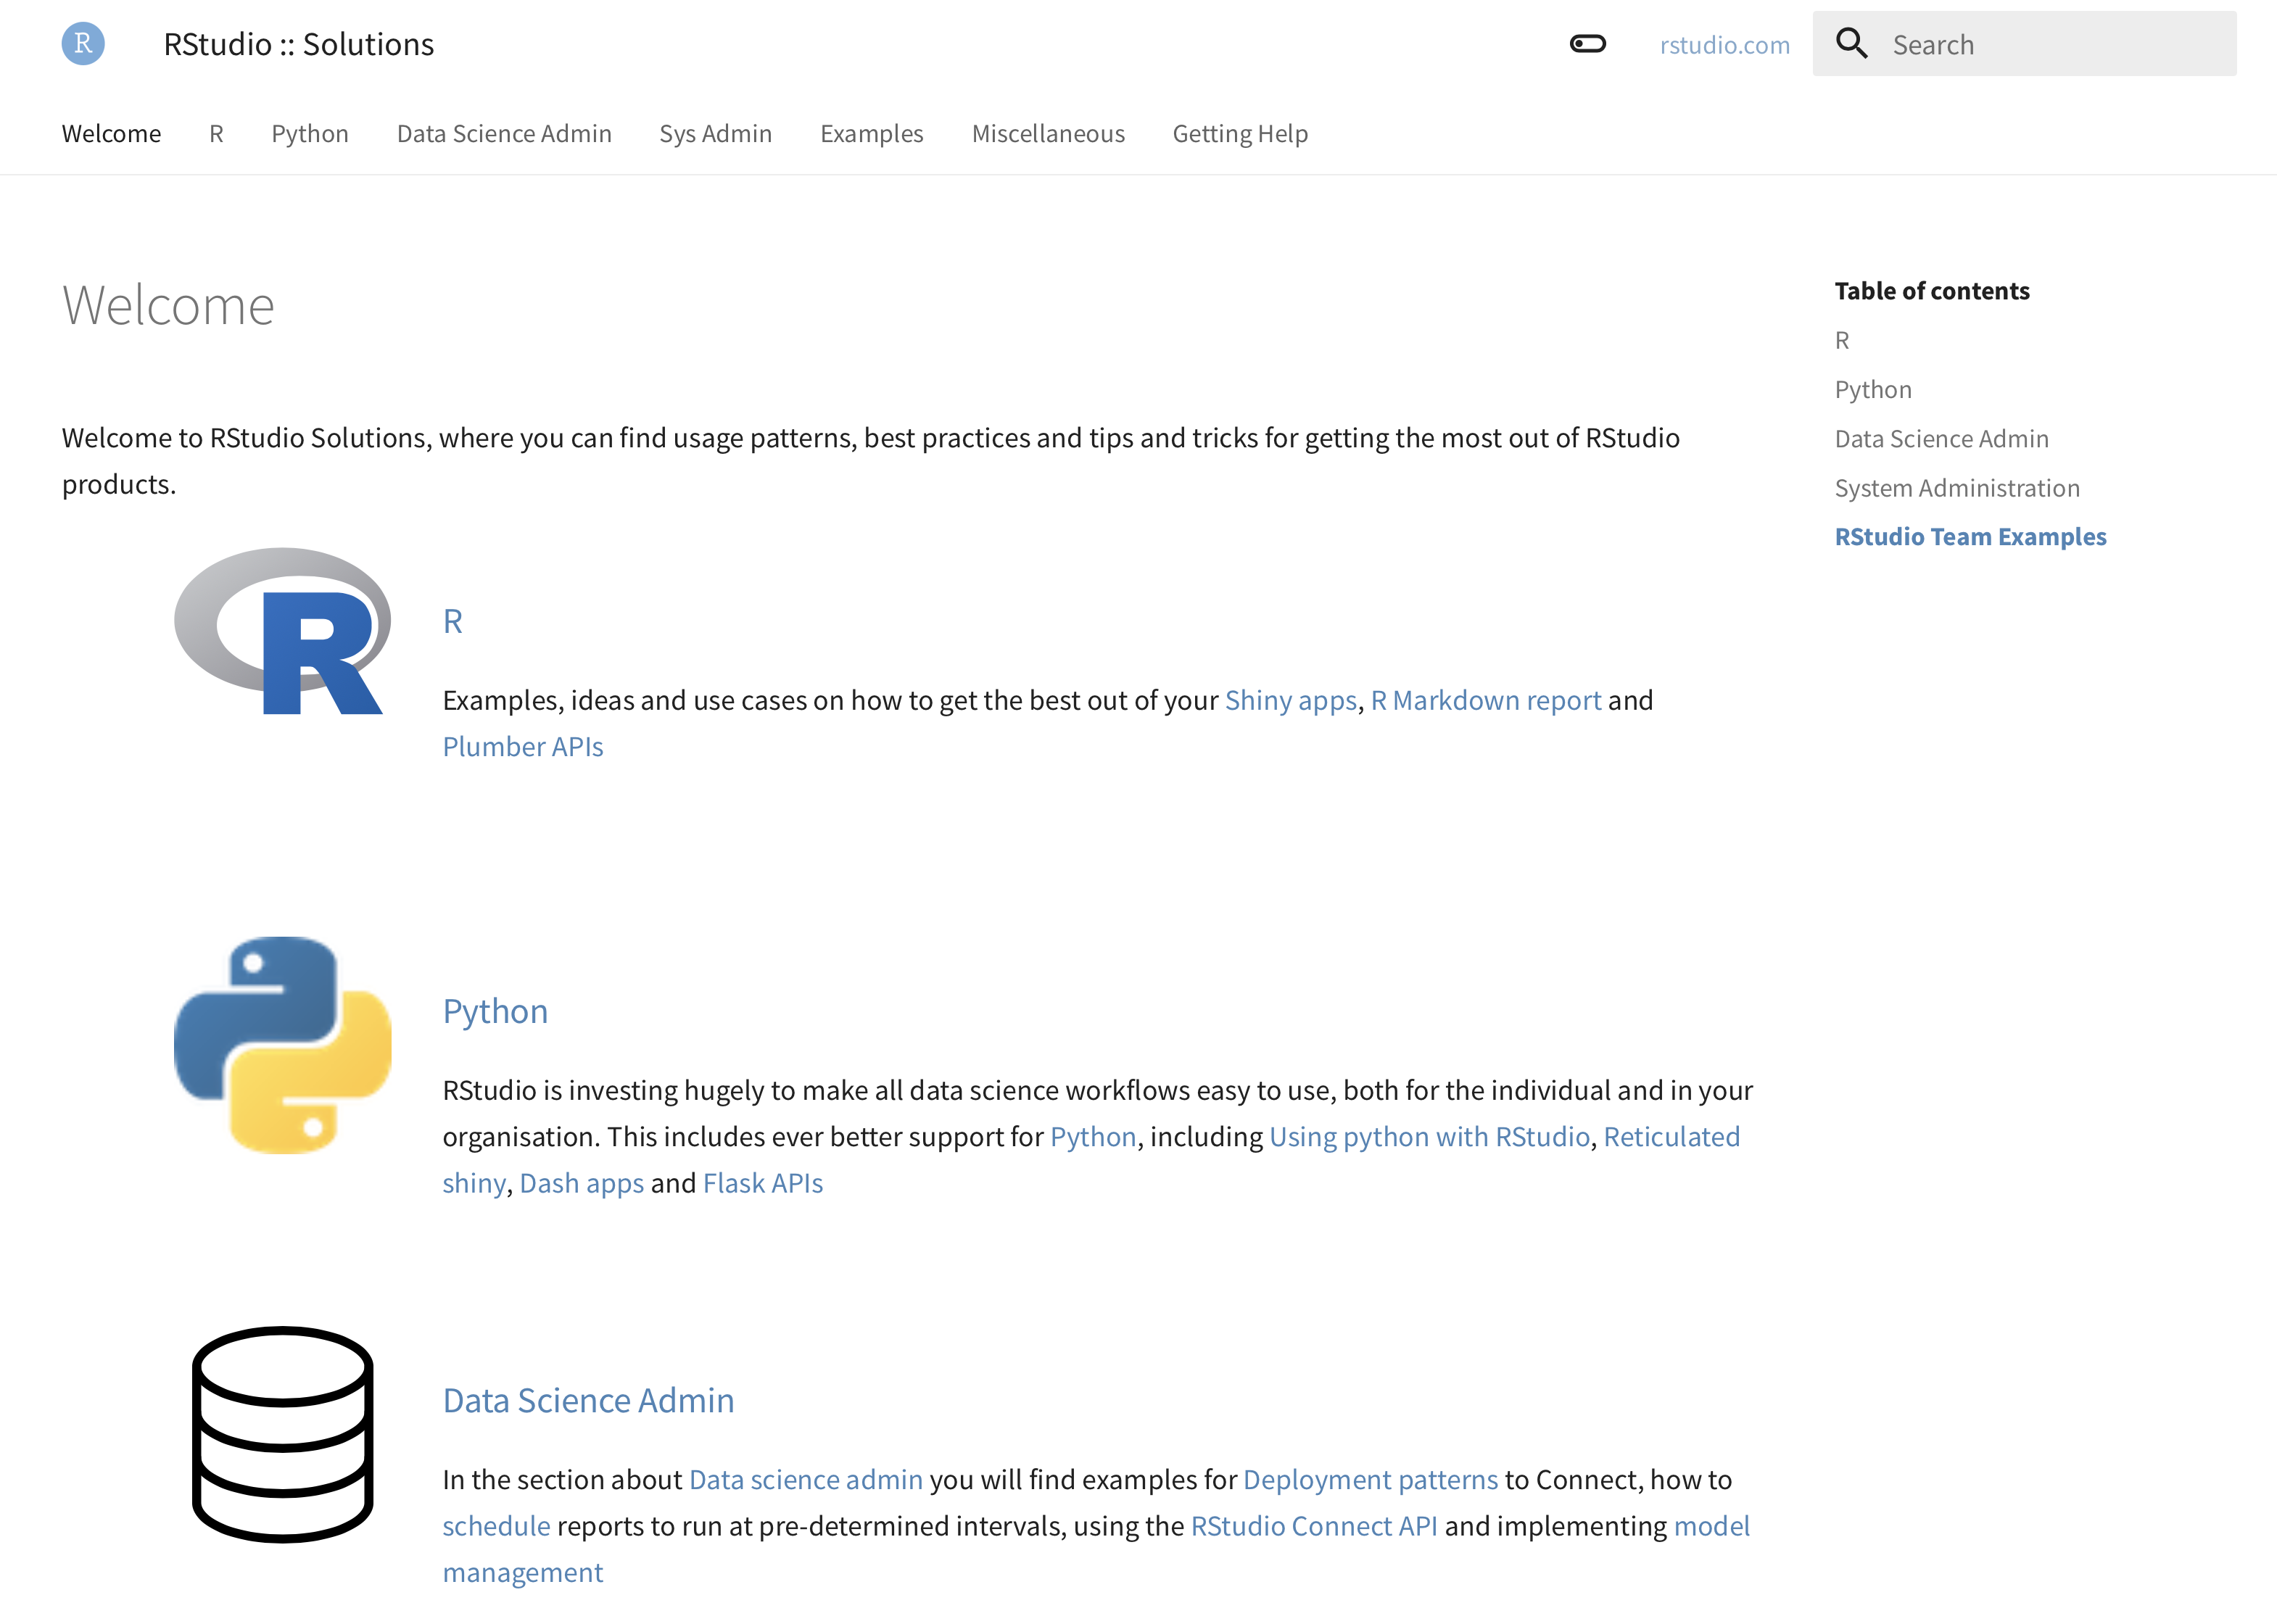 R
RStudio :: Solutions
rstudio.com
Search
Welcome R Python Data Science Admin Sys Admin Examples Miscellaneous Getting Help
Welcome
Welcome to RStudio Solutions, where you can find usage patterns, best practices and tips and tricks for getting the most out of RStudio
products.
R
R
Examples, ideas and use cases on how to get the best out of your Shiny apps, R Markdown report and
Plumber APIs
Python
RStudio is investing hugely to make all data science workflows easy to use, both for the individual and in your
organisation. This includes ever better support for Python, including Using python with RStudio, Reticulated
shiny, Dash apps and Flask APIs
Data Science Admin
In the section about Data science admin you will find examples for Deployment patterns to Connect, how to
schedule reports to run at pre-determined intervals, using the RStudio Connect API and implementing model
management
Table of contents
R
Python
Data Science Admin
System Administration
RStudio Team Examples